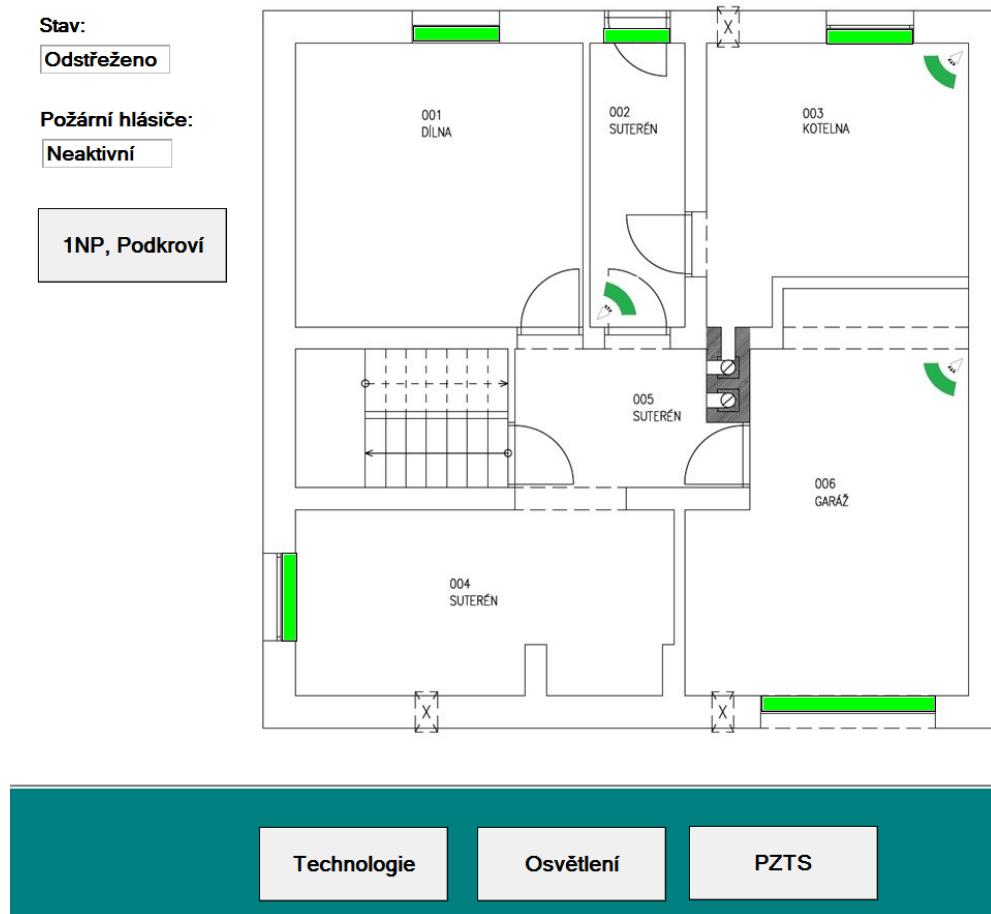 Stav:
Odstřeženo
Požární hlásiče:
Neaktivní
1NP, Podkroví
001
DÍLNA
002
SUTERÉN
003
KOTELNA
005
SUTERÉN
006
GARÁŽ
004
SUTERÉN
X
X
X
Technologie
Osvětlení
PZTS